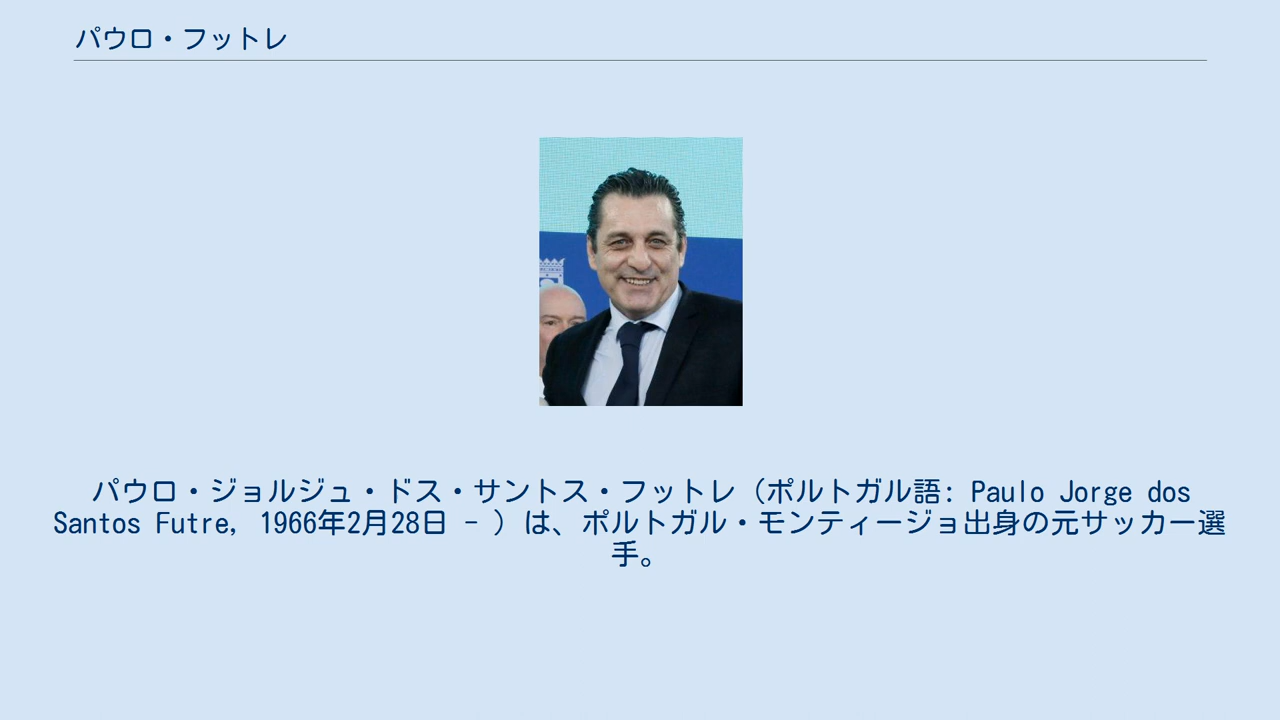 パウロ・フットレ
パウロ・ジョルジュ・ドス・サントス・フットレ（ポルトガル語: Paulo Jorge dos
Santos Futre, 1966年2月28日 - ）は、ポルトガル・モンティージョ出身の元サッカー選
手。